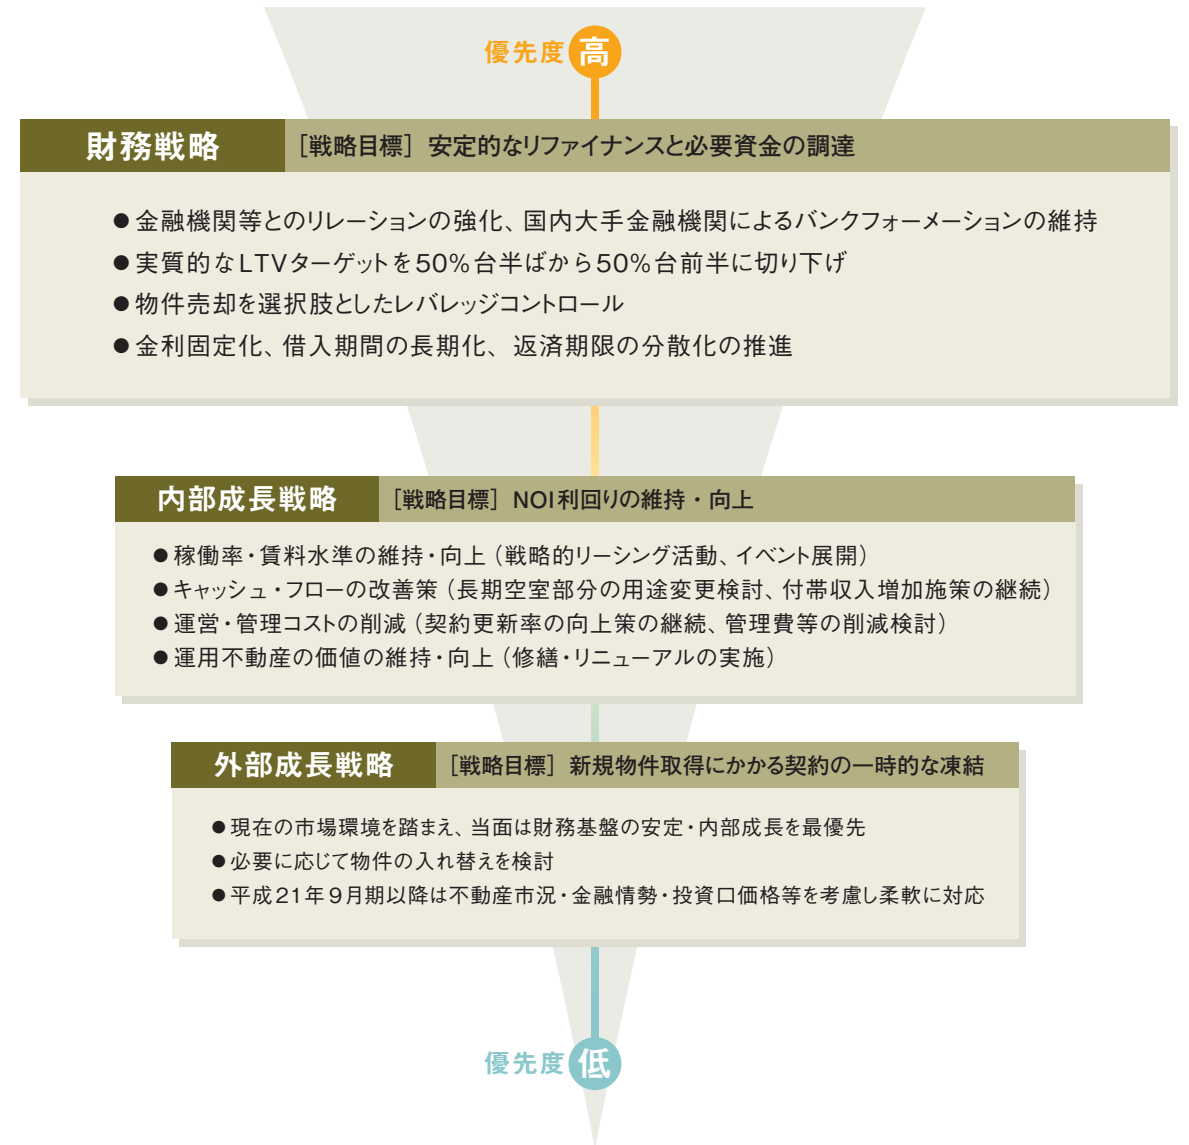 優先度 高
財務戦略 [戦略目標] 安定的なリファイナンスと必要資金の調達
●金融機関等とのリレーションの強化、国内大手金融機関によるバンクフォーメーションの維持
●実質的なLTVターゲットを50%台半ばから50%台前半に切り下げ
●物件売却を選択肢としたレバレッジコントロール
●金利固定化、借入期間の長期化、返済期限の分散化の推進
内部成長戦略 [戦略目標] NOI利回りの維持・向上
●稼働率・賃料水準の維持・向上（戦略的リーシング活動、イベント展開）
●キャッシュ・フローの改善策（長期空室部分の用途変更検討、付帯収入増加施策の継続）
●運営・管理コストの削減（契約更新率の向上策の継続、管理費等の削減検討）
●運用不動産の価値の維持・向上（修繕・リニューアルの実施）
外部成長戦略 [戦略目標] 新規物件取得にかかる契約の一時的な凍結
●現在の市場環境を踏まえ、当面は財務基盤の安定・内部成長を最優先
●必要に応じて物件の入れ替えを検討
●平成21年9月期以降は不動産市況・金融情勢・投資口価格等を考慮し柔軟に対応
優先度 低